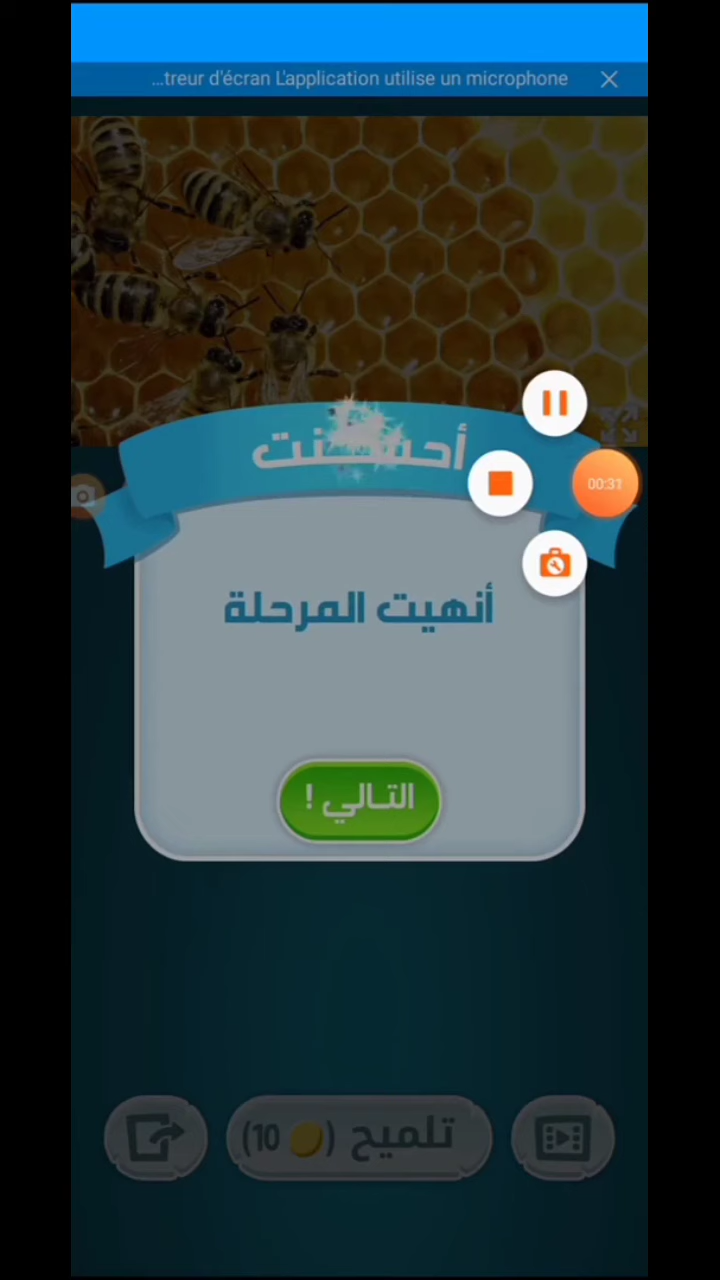 ...treur d'écran L'application utilise un microphone
أحسنت
00:31
أنهيت المرحلة
التالي !
تلميح (10)